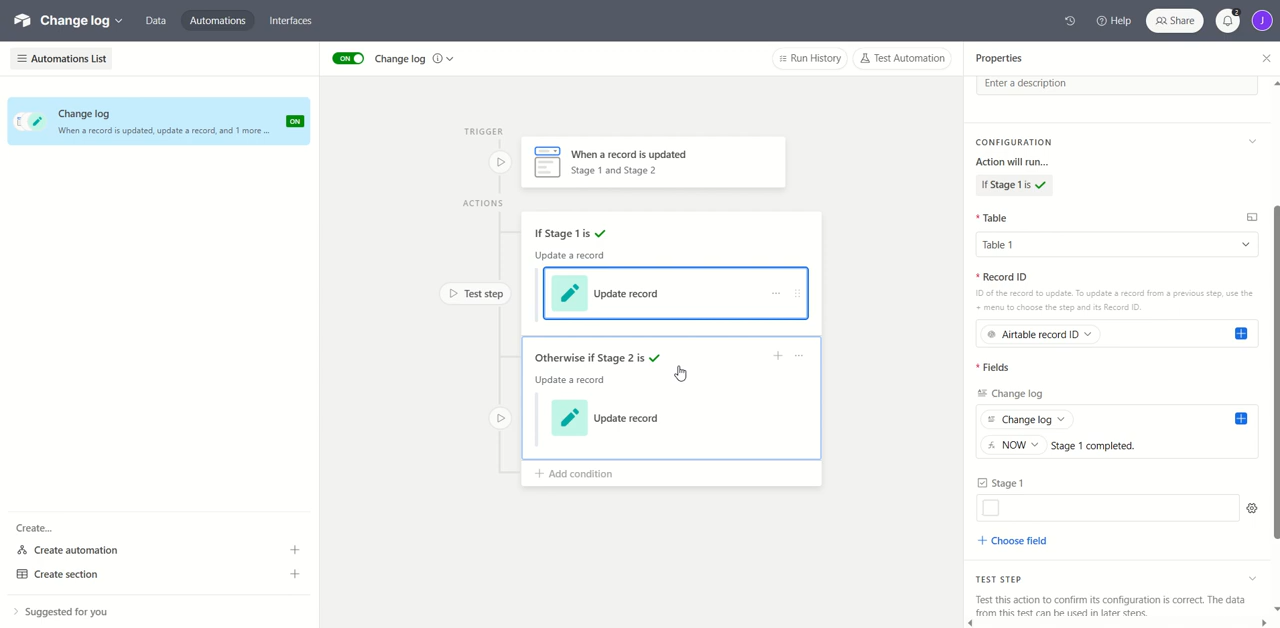 Change log
Data
Automations
Interfaces
Help
Share
2
J
Automations List
ON
Change log
Run History
Test Automation
Properties
Enter a description
Change log
When a record is updated, update a record, and 1 more ...
ON
TRIGGER
When a record is updated
Stage 1 and Stage 2
ACTIONS
If Stage 1 is
Update a record
Test step
Update record
Otherwise if Stage 2 is
Update a record
Update record
+ Add condition
CONFIGURATION
Action will run...
If Stage 1 is
* Table
Table 1
* Record ID
ID of the record to update. To update a record from a previous step, use the
+ menu to choose the step and its Record ID.
Airtable record ID
* Fields
Change log
Change log
NOW Stage 1 completed.
Stage 1
+ Choose field
TEST STEP
Test this action to confirm its configuration is correct. The data
from this test can be used in later steps.
Create...
Create automation
Create section
Suggested for you